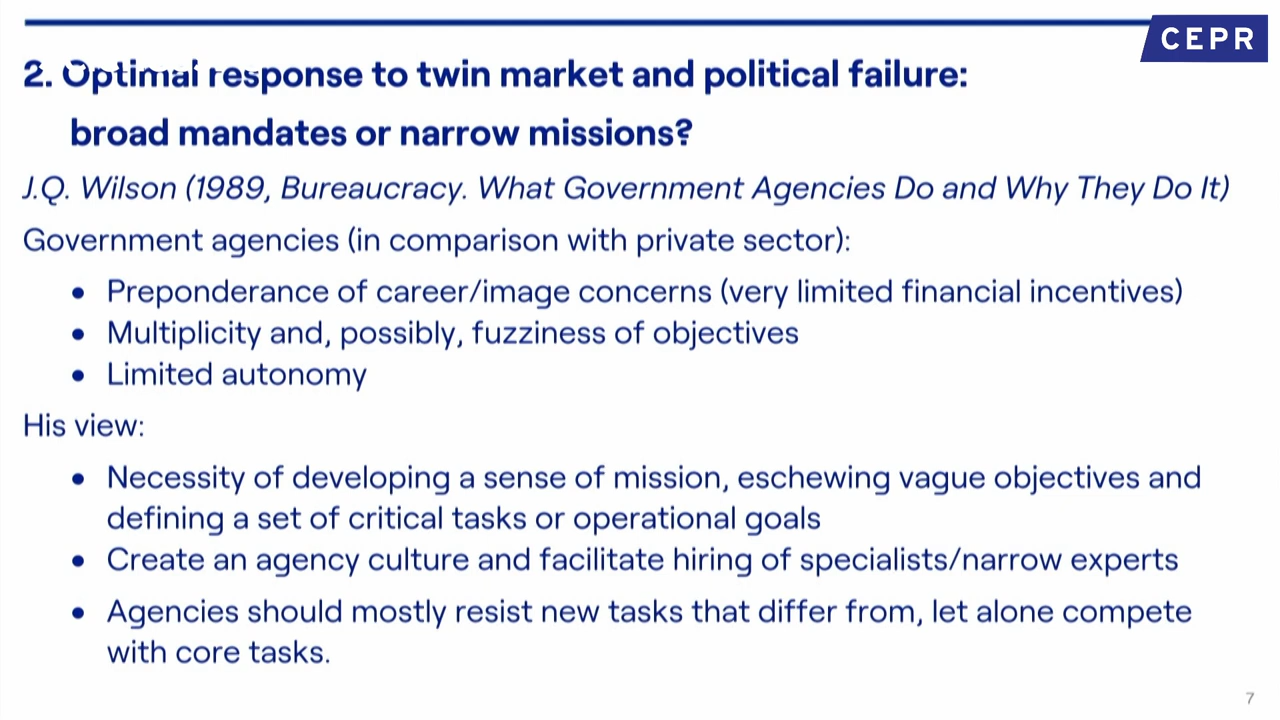 CEPR
2. Optimal response to twin market and political failure:
broad mandates or narrow missions?
J.Q. Wilson (1989, Bureaucracy. What Government Agencies Do and Why They Do It)
Government agencies (in comparison with private sector):
• Preponderance of career/image concerns (very limited financial incentives)
• Multiplicity and, possibly, fuzziness of objectives
• Limited autonomy
His view:
• Necessity of developing a sense of mission, eschewing vague objectives and
defining a set of critical tasks or operational goals
• Create an agency culture and facilitate hiring of specialists/narrow experts
• Agencies should mostly resist new tasks that differ from, let alone compete
with core tasks.
7